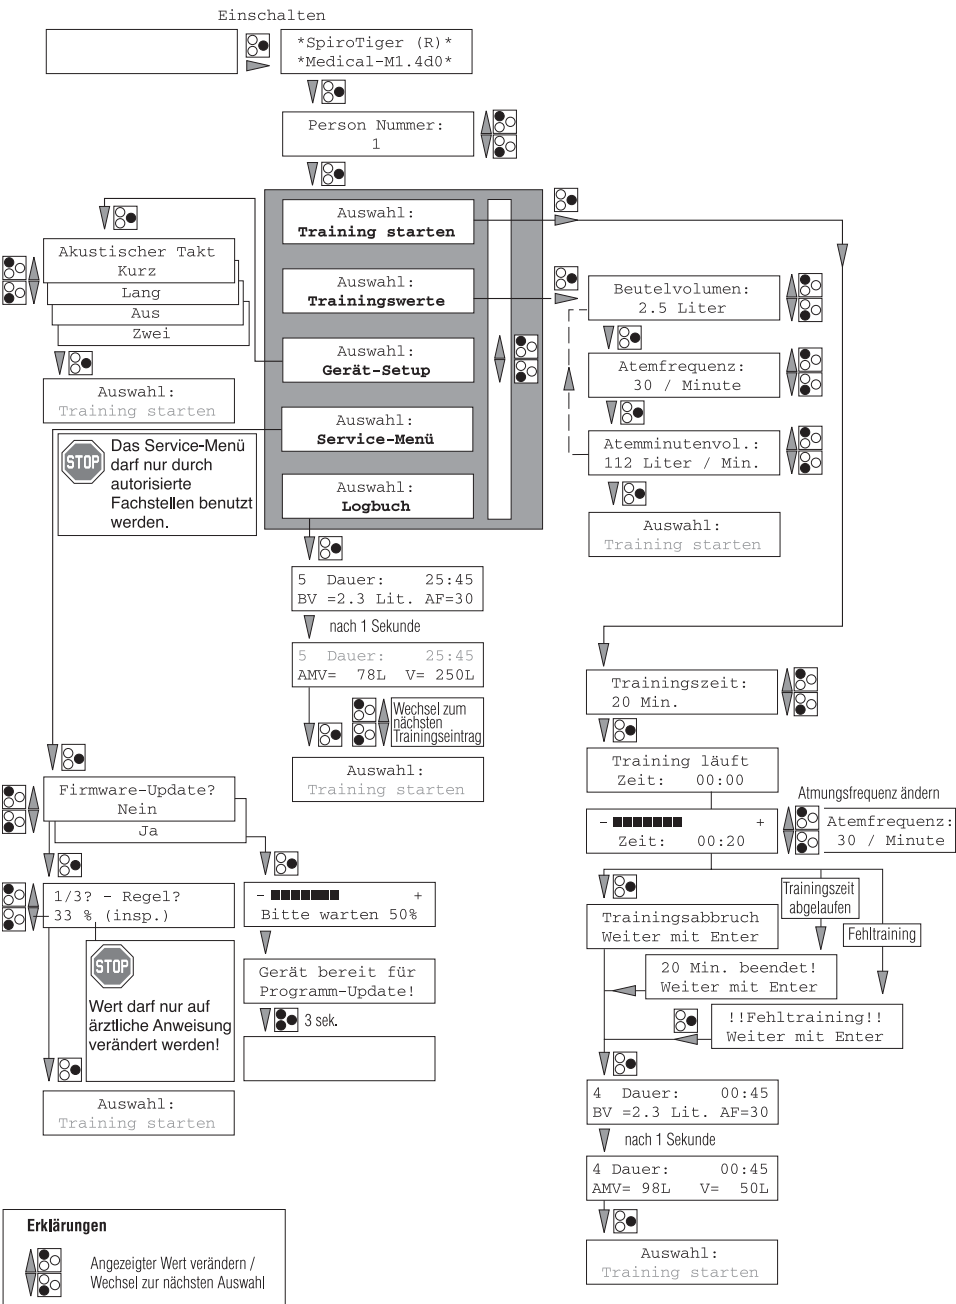 Einschalten
*SpiroTiger (R)*
*Medical-M1.4d0*
Person Nummer:
1
Auswahl:
Training starten
Auswahl:
Trainingswerte
Auswahl:
Gerät-Setup
Auswahl:
Service-Menü
Auswahl:
Logbuch
Akustischer Takt
Kurz
Lang
Aus
Zwei
Auswahl:
Training starten
STOP
Das Service-Menü
darf nur durch
autorisierte
Fachstellen benutzt
werden.
Beutelvolumen:
2.5 Liter
Atemfrequenz:
30 / Minute
Atemminutenvol.:
112 Liter / Min.
Auswahl:
Training starten
5 Dauer: 25:45
BV =2.3 Lit. AF=30
nach 1 Sekunde
5 Dauer: 25:45
AMV= 78L V= 250L
Wechsel zum
nächsten
Trainingseintrag
Auswahl:
Training starten
Firmware-Update?
Nein
Ja
1/3? - Regel?
33 % (insp.)
STOP
Wert darf nur auf
ärztliche Anweisung
verändert werden!
Auswahl:
Training starten
- +
Bitte warten 50%
Gerät bereit für
Programm-Update!
3 sek.
Trainingszeit:
20 Min.
Training läuft
Zeit: 00:00
- +
Zeit: 00:20
Atmungsfrequenz ändern
Atemfrequenz:
30 / Minute
Trainingsabbruch
Weiter mit Enter
Trainingszeit
abgelaufen
Fehltraining
20 Min. beendet!
Weiter mit Enter
!!Fehltraining!!
Weiter mit Enter
4 Dauer: 00:45
BV =2.3 Lit. AF=30
nach 1 Sekunde
4 Dauer: 00:45
AMV= 98L V= 50L
Auswahl:
Training starten
Erklärungen
Angezeigter Wert verändern /
Wechsel zur nächsten Auswahl